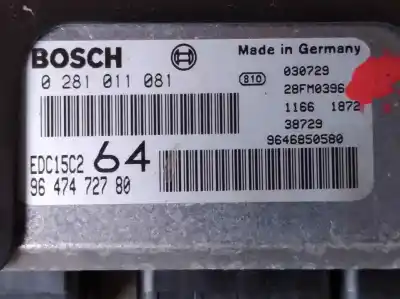 BOSCH
Made in Germany
0 281 011 081
810
030729
28FM0396
1166 1872
38729
9646850580
EDC15C2 64
96 474 727 80